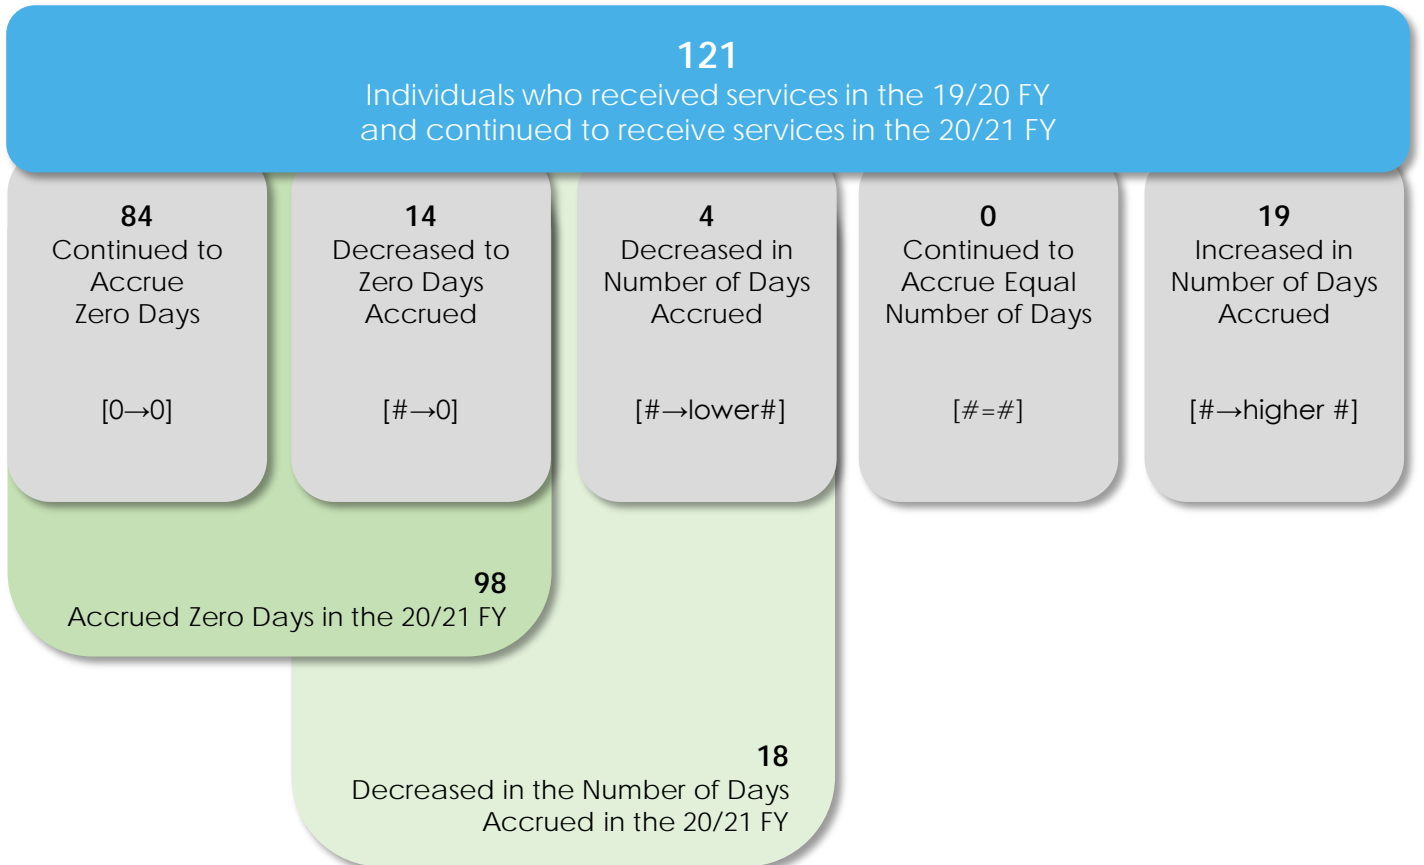 121
Individuals who received services in the 19/20 FY
and continued to receive services in the 20/21 FY
84
Continued to
Accrue
Zero Days
[0→0]
14
Decreased to
Zero Days
Accrued
[#→0]
4
Decreased in
Number of Days
Accrued
[#→lower#]
0
Continued to
Accrue Equal
Number of Days
[#=#]
19
Increased in
Number of Days
Accrued
[#→higher #]
98
Accrued Zero Days in the 20/21 FY
18
Decreased in the Number of Days
Accrued in the 20/21 FY